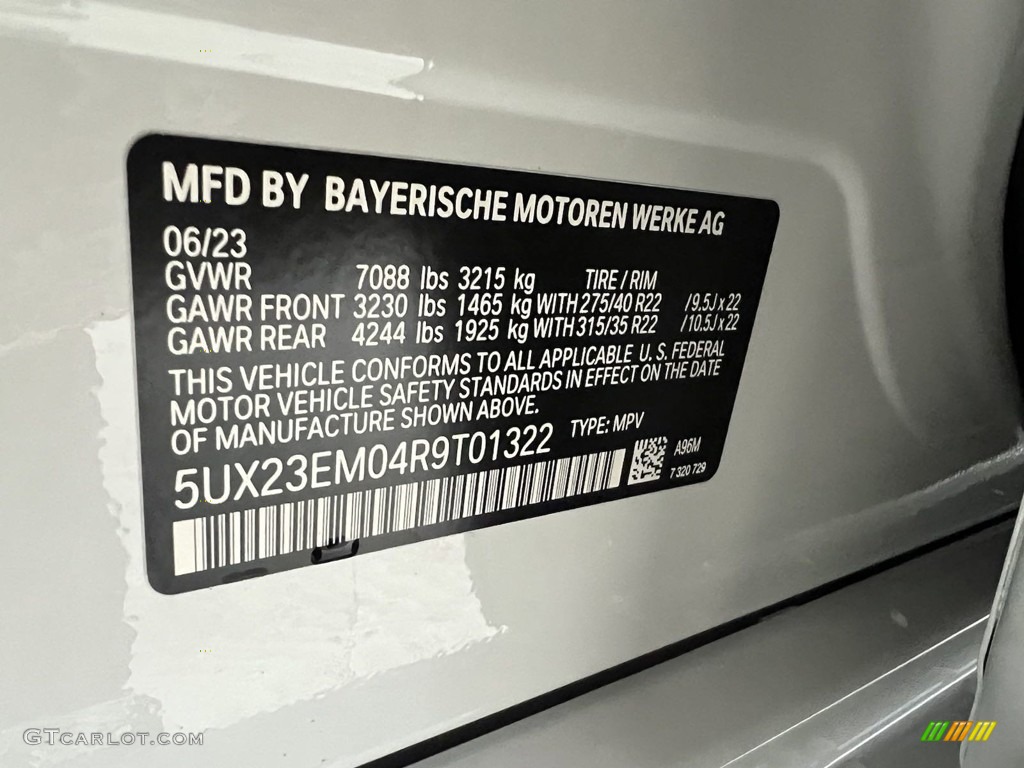 MFD BY BAYERISCHE MOTOREN WERKE AG
06/23
GVWR 7088 lbs 3215 kg TIRE / RIM
GAWR FRONT 3230 lbs 1465 kg WITH 275/40 R22 / 9.5J x 22
GAWR REAR 4244 lbs 1925 kg WITH 315/35 R22 / 10.5J x 22
THIS VEHICLE CONFORMS TO ALL APPLICABLE U. S. FEDERAL
MOTOR VEHICLE SAFETY STANDARDS IN EFFECT ON THE DATE
OF MANUFACTURE SHOWN ABOVE.
5UX23EM04R9T01322 TYPE: MPV
A96M
7 320 729
GTCARLOT.COM